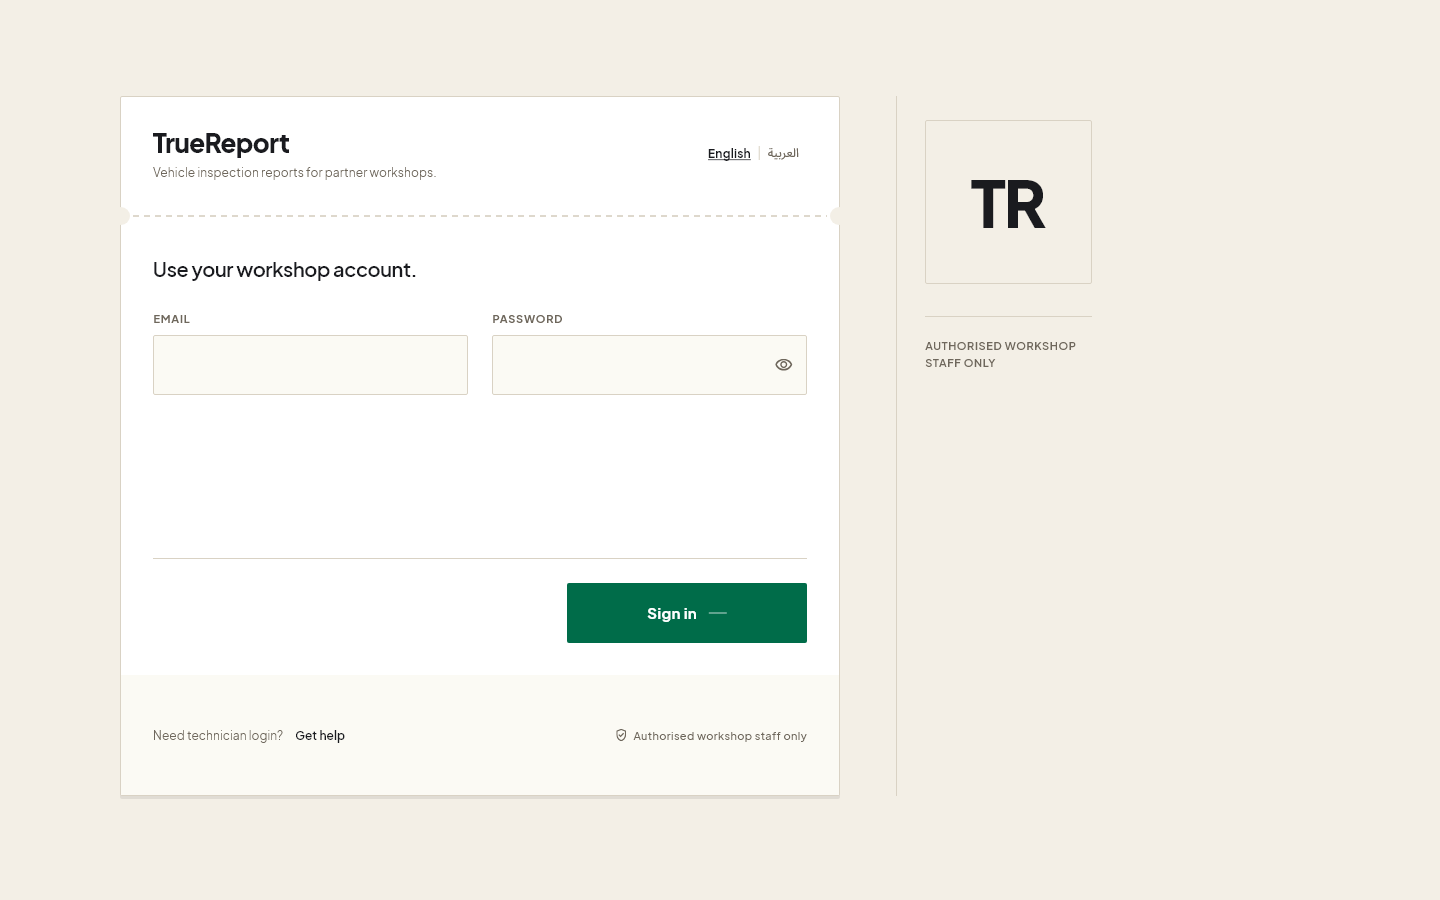 TrueReport
Vehicle inspection reports for partner workshops.
English
العربية
Use your workshop account.
EMAIL
PASSWORD
Sign in
Need technician login? Get help
Authorised workshop staff only
TR
AUTHORISED WORKSHOP
STAFF ONLY